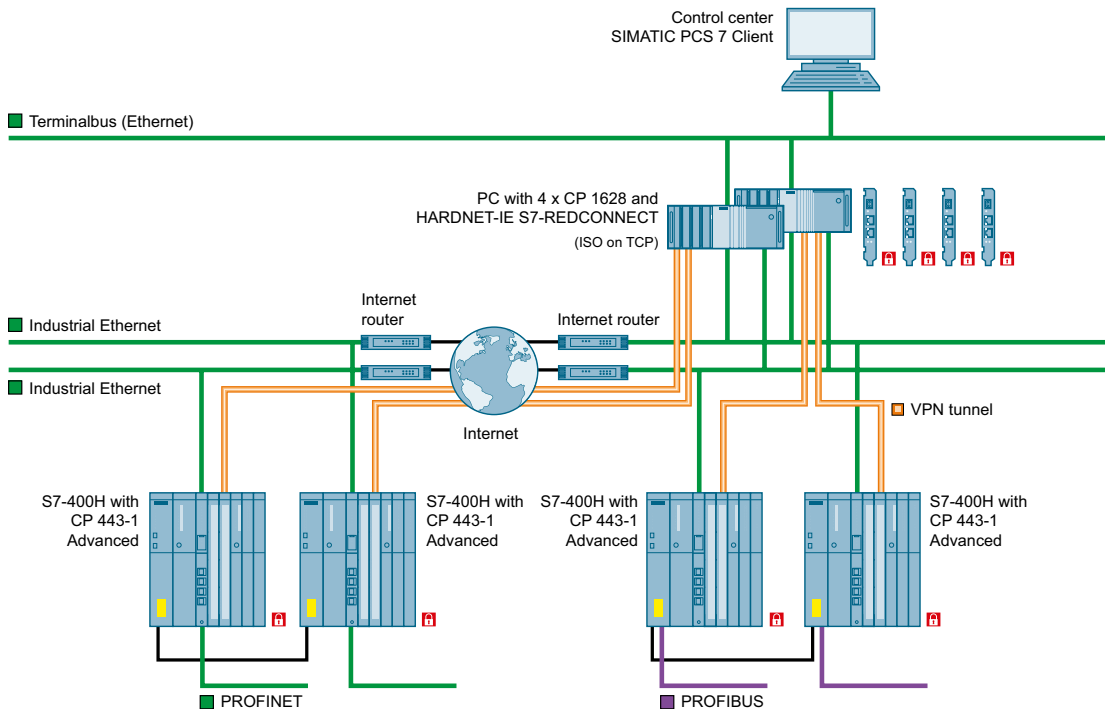 Control center
SIMATIC PCS 7 Client
Terminalbus (Ethernet)
PC with 4 x CP 1628 and
HARDNET-IE S7-REDCONNECT
(ISO on TCP)
Internet
router
Internet router
Industrial Ethernet
Industrial Ethernet
VPN tunnel
Internet
S7-400H with
CP 443-1
Advanced
S7-400H with
CP 443-1
Advanced
S7-400H with
CP 443-1
Advanced
S7-400H with
CP 443-1
Advanced
PROFINET
PROFIBUS